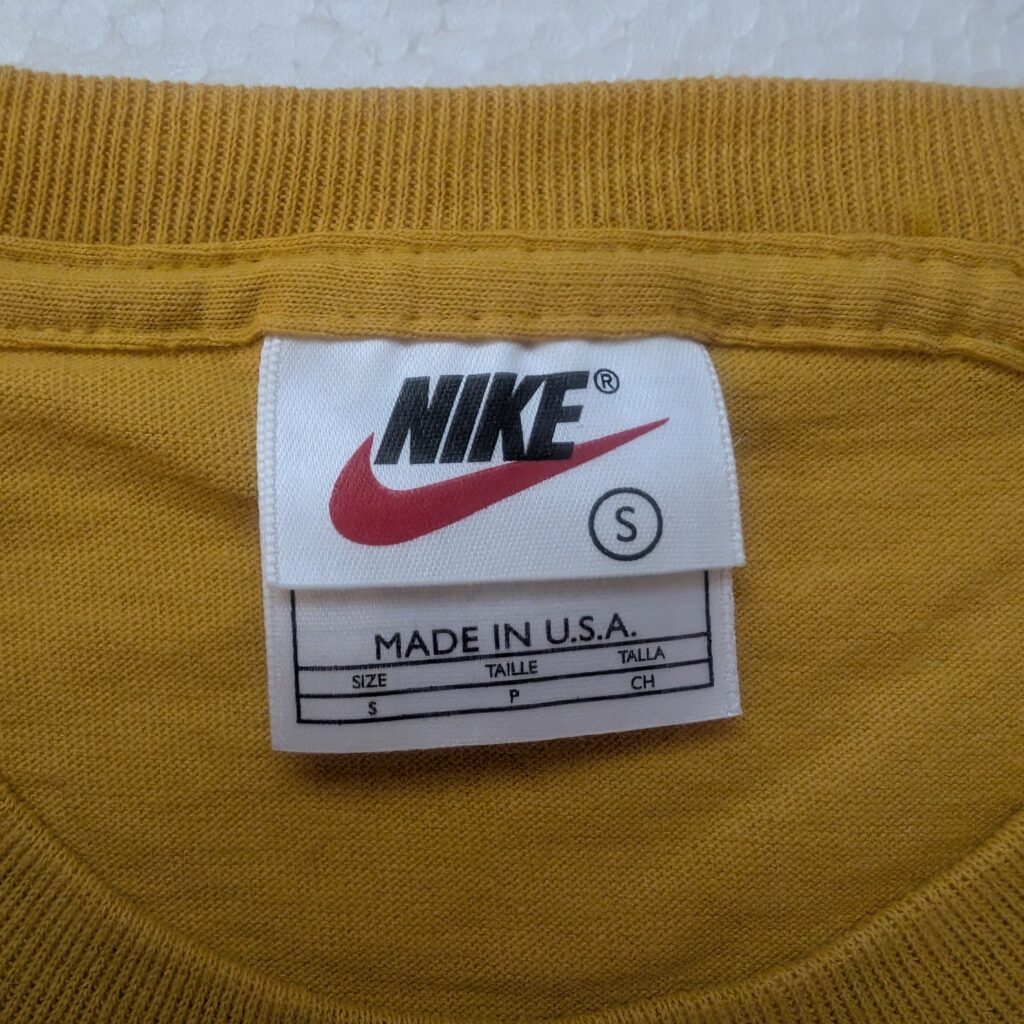 NIKE®
S
MADE IN U.S.A.
SIZE TAILLE TALLA
S P CH